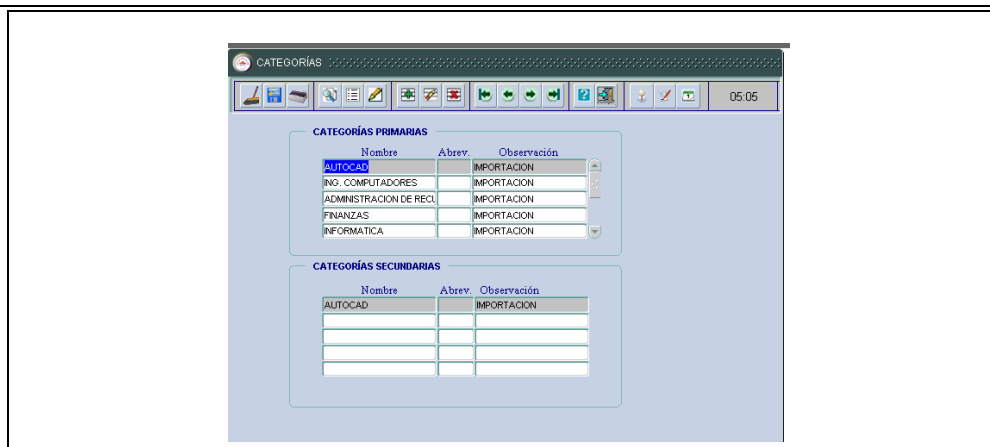 CATEGORÍAS
05:05
CATEGORÍAS PRIMARIAS
Nombre Abrev. Observación
AUTOCAD IMPORTACION
ING. COMPUTADORES IMPORTACION
ADMINISTRACION DE RECU IMPORTACION
FINANZAS IMPORTACION
INFORMATICA IMPORTACION
CATEGORÍAS SECUNDARIAS
Nombre Abrev. Observación
AUTOCAD IMPORTACION